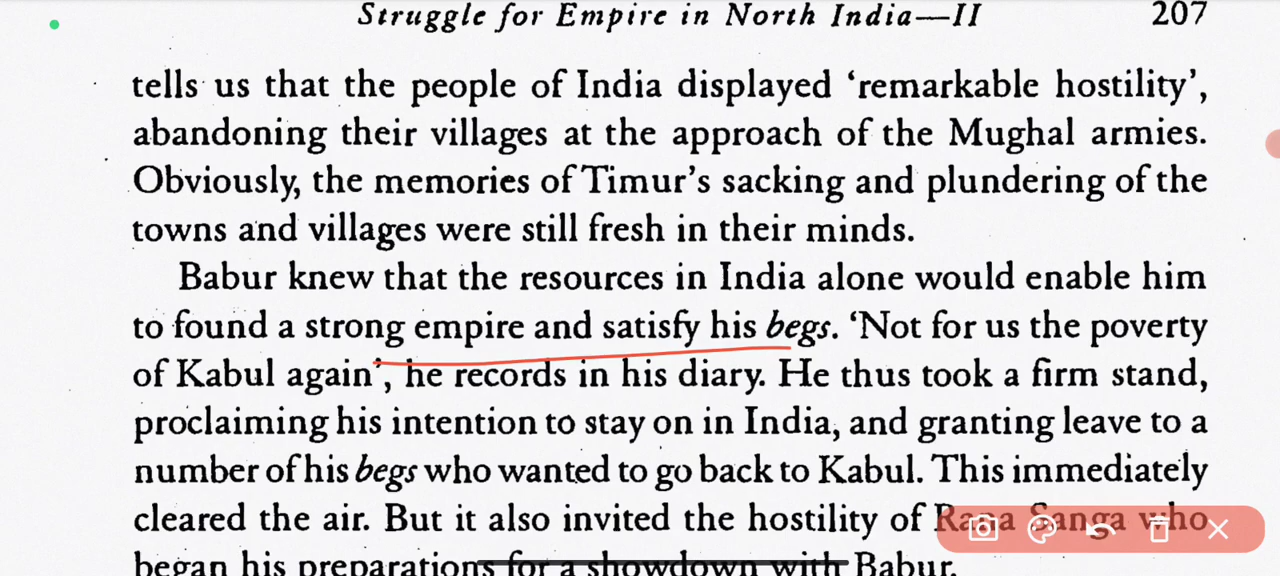 Struggle for Empire in North India—II 207
tells us that the people of India displayed ‘remarkable hostility’,
abandoning their villages at the approach of the Mughal armies.
Obviously, the memories of Timur’s sacking and plundering of the
towns and villages were still fresh in their minds.
Babur knew that the resources in India alone would enable him
to found a strong empire and satisfy his begs. ‘Not for us the poverty
of Kabul again’, he records in his diary. He thus took a firm stand,
proclaiming his intention to stay on in India, and granting leave to a
number of his begs who wanted to go back to Kabul. This immediately
cleared the air. But it also invited the hostility of Rana Sanga who
began his preparations for a showdown with Babur.